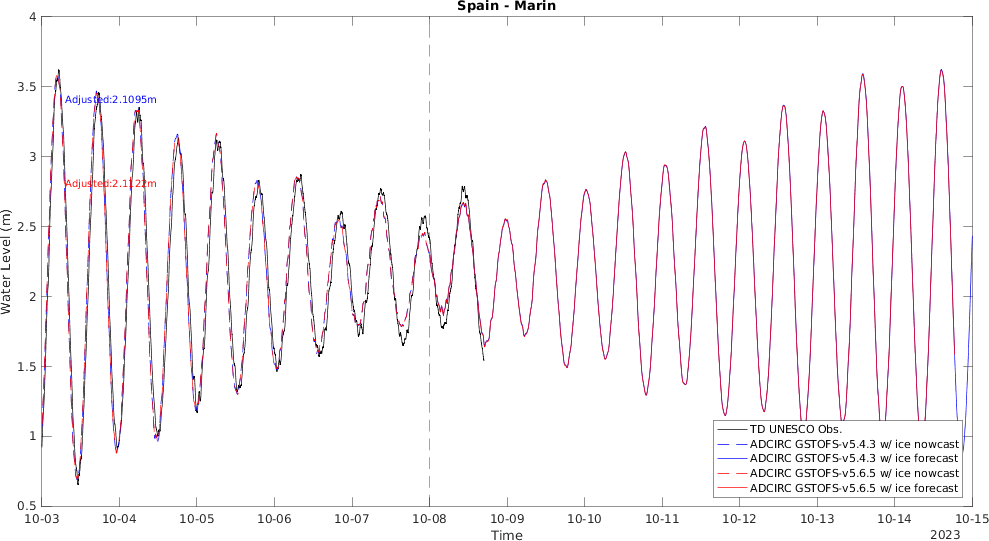 Spain - Marin
4
3.5
3
2.5
2
1.5
1
0.5
Water Level (m)
Adjusted:2.1095m
Adjusted:2.1122m
TD UNESCO Obs.
ADCIRC GSTOFS-v5.4.3 w/ ice nowcast
ADCIRC GSTOFS-v5.4.3 w/ ice forecast
ADCIRC GSTOFS-v5.6.5 w/ ice nowcast
ADCIRC GSTOFS-v5.6.5 w/ ice forecast
10-03 10-04 10-05 10-06 10-07 10-08 10-09 10-10 10-11 10-12 10-13 10-14 10-15
Time
2023